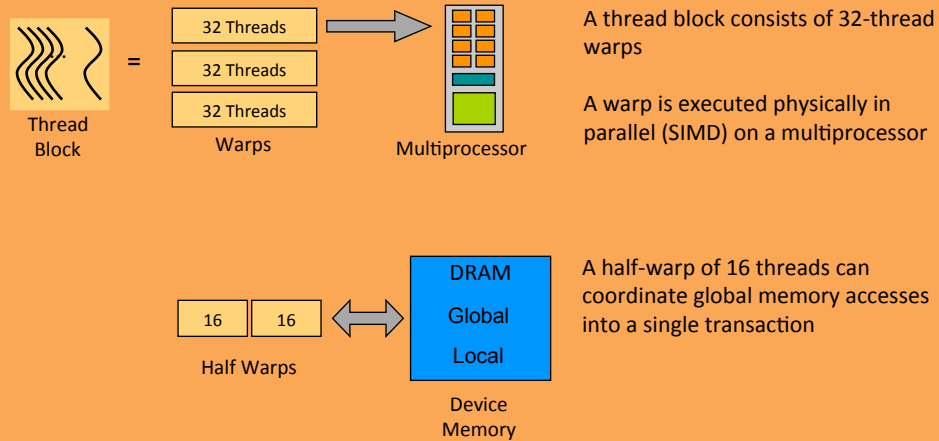 32 Threads
32 Threads
32 Threads
=
Thread
Block
Warps
Multiprocessor
A thread block consists of 32-thread
warps
A warp is executed physically in
parallel (SIMD) on a multiprocessor
16 16
Half Warps
DRAM
Global
Local
Device
Memory
A half-warp of 16 threads can
coordinate global memory accesses
into a single transaction